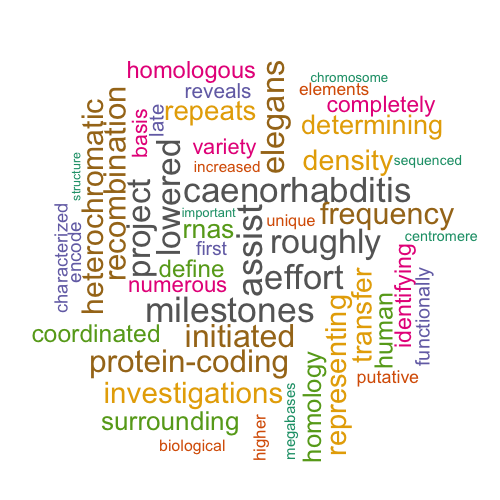 homologous
chromosome
reveals
elements
completely
repeats
elegans
determining
late
basis
variety
density
sequenced
increased
heterochromatic
recombination
structure
lowered
project
caenorhabditis
important
frequency
rnas.
unique
assist
first
roughly
centromere
characterized
encode
define
effort
numerous
milestones
transfer
human
identifying
functionally
coordinated
initiated
representing
protein-coding
homology
putative
investigations
megabases
surrounding
higher
biological